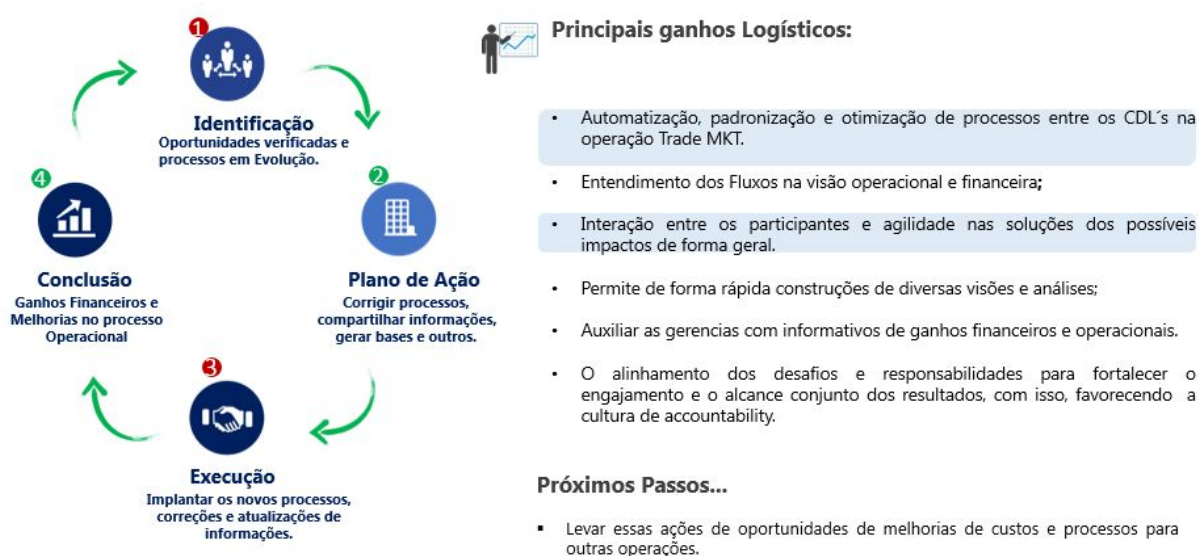 1
Identificação
Oportunidades verificadas e
processos em Evolução.
2
Plano de Ação
Corrigir processos,
compartilhar informações,
gerar bases e outros.
3
Execução
Implantar os novos processos,
correções e atualizações de
informações.
4
Conclusão
Ganhos Financeiros e
Melhorias no processo
Operacional
Principais ganhos Logísticos:
• Automatização, padronização e otimização de processos entre os CDL´s na
operação Trade MKT.
• Entendimento dos Fluxos na visão operacional e financeira;
• Interação entre os participantes e agilidade nas soluções dos possíveis
impactos de forma geral.
• Permite de forma rápida construções de diversas visões e análises;
• Auxiliar as gerencias com informativos de ganhos financeiros e operacionais.
• O alinhamento dos desafios e responsabilidades para fortalecer o
engajamento e o alcance conjunto dos resultados, com isso, favorecendo a
cultura de accountability.
Próximos Passos...
▪ Levar essas ações de oportunidades de melhorias de custos e processos para
outras operações.